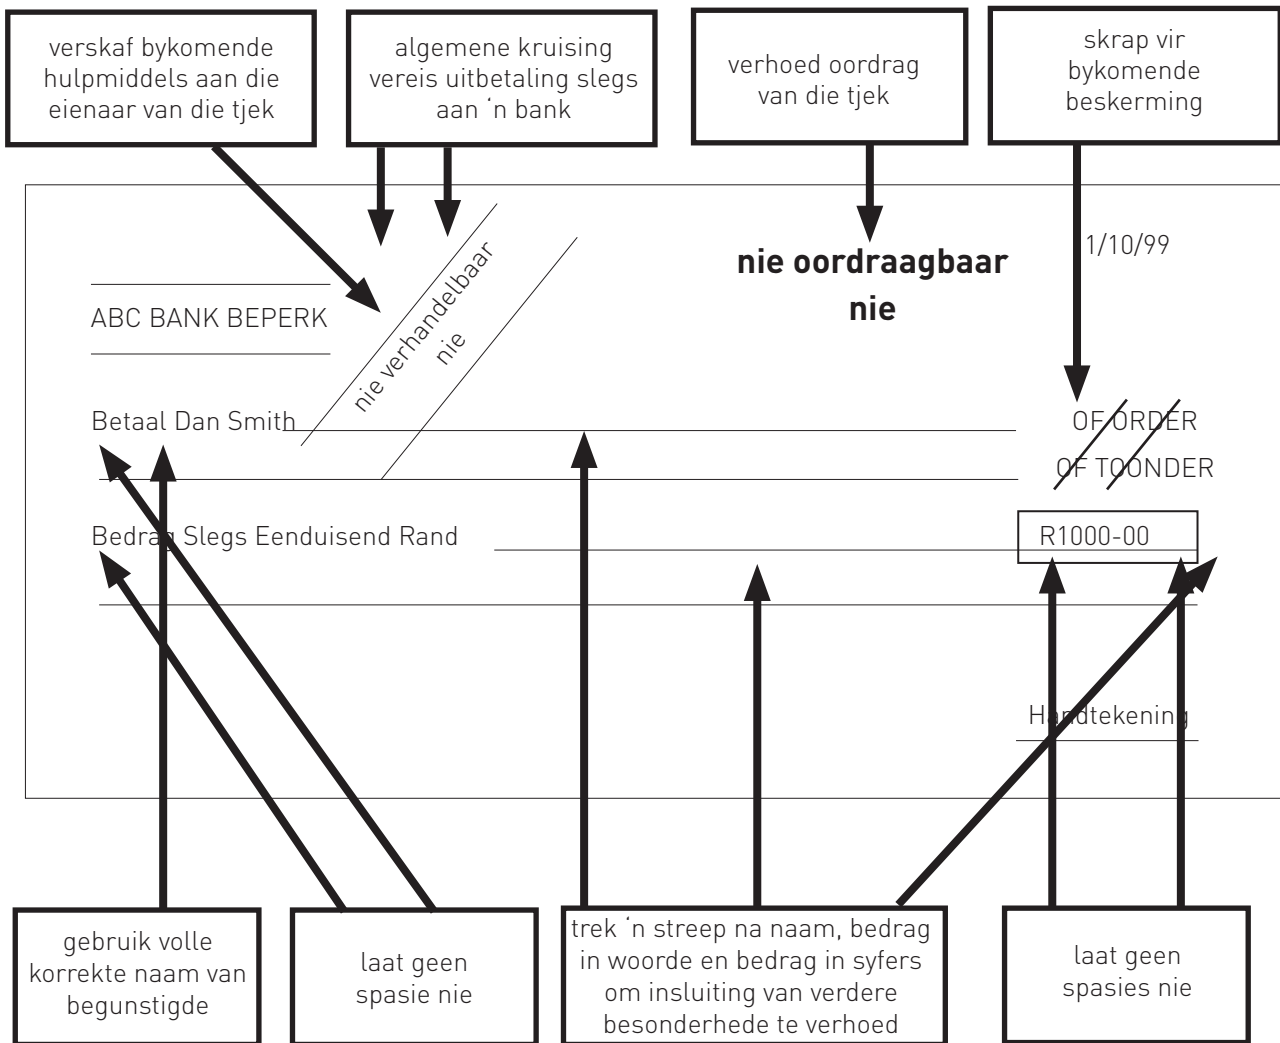 verskaf bykomende
hulpmiddels aan die
eienaar van die tjek
algemene kruising
vereis uitbetaling slegs
aan ‘n bank
verhoed oordrag
van die tjek
skrap vir
bykomende
beskerming
1/10/99
nie oordraagbaar
nie
nie verhandelbaar
nie
ABC BANK BEPERK
Betaal Dan Smith
OF ORDER
OF TOONDER
Bedrag Slegs Eenduisend Rand
R1000-00
Handtekening
gebruik volle
korrekte naam van
begunstigde
laat geen
spasie nie
trek ‘n streep na naam, bedrag
in woorde en bedrag in syfers
om insluiting van verdere
besonderhede te verhoed
laat geen
spasies nie